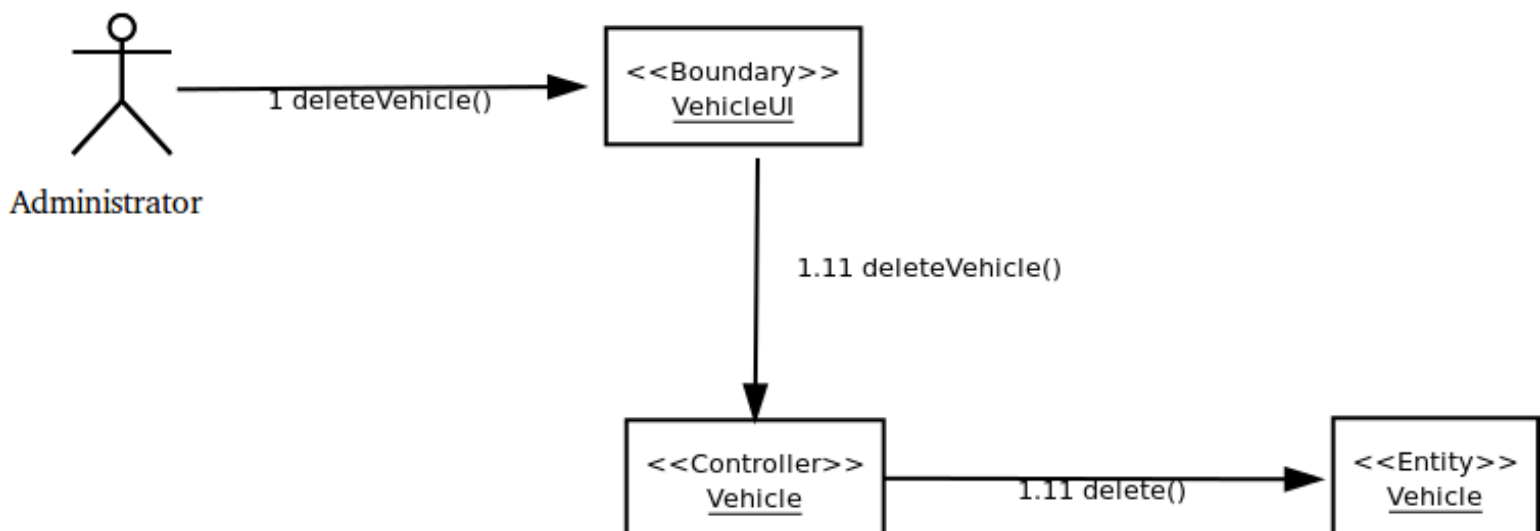 <<Boundary>>
VehicleUI
1 deleteVehicle()
Administrator
1.11 deleteVehicle()
<<Controller>>
Vehicle
1.11 delete()
<<Entity>>
Vehicle